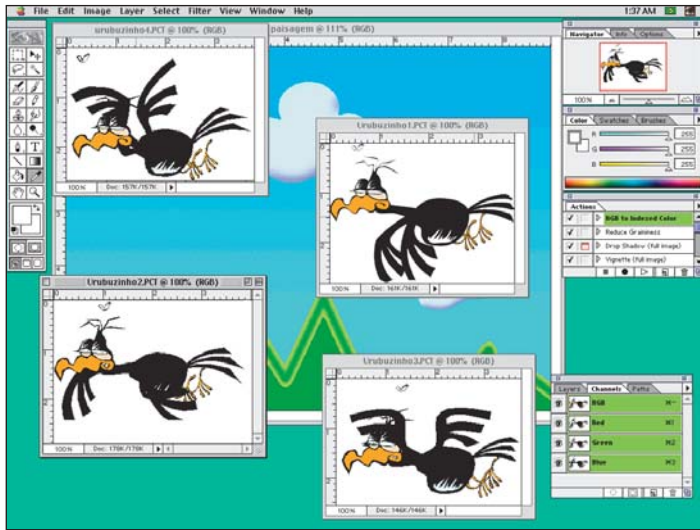 File Edit Image Layer Select Filter View Window Help
1:37 AM
urubuzinho4.PCT @ 100% (RGB)
paisagem @ 111% (RGB)
100% Doc: 157K/157K
Urubuzinho1.PCT @ 100% (RGB)
100% Doc: 161K/161K
Urubuzinho2.PCT @ 100% (RGB)
100% Doc: 178K/178K
Urubuzinho3.PCT @ 100% (RGB)
100% Doc: 146K/146K
Navigator Info Options
100%
Color Swatches Brushes
R 255
G 255
B 255
Actions
RGB to Indexed Color
Reduce Graininess
Drop Shadow (full image)
Vignette (full image)
Layers Channels Paths
RGB
Red
Green
Blue